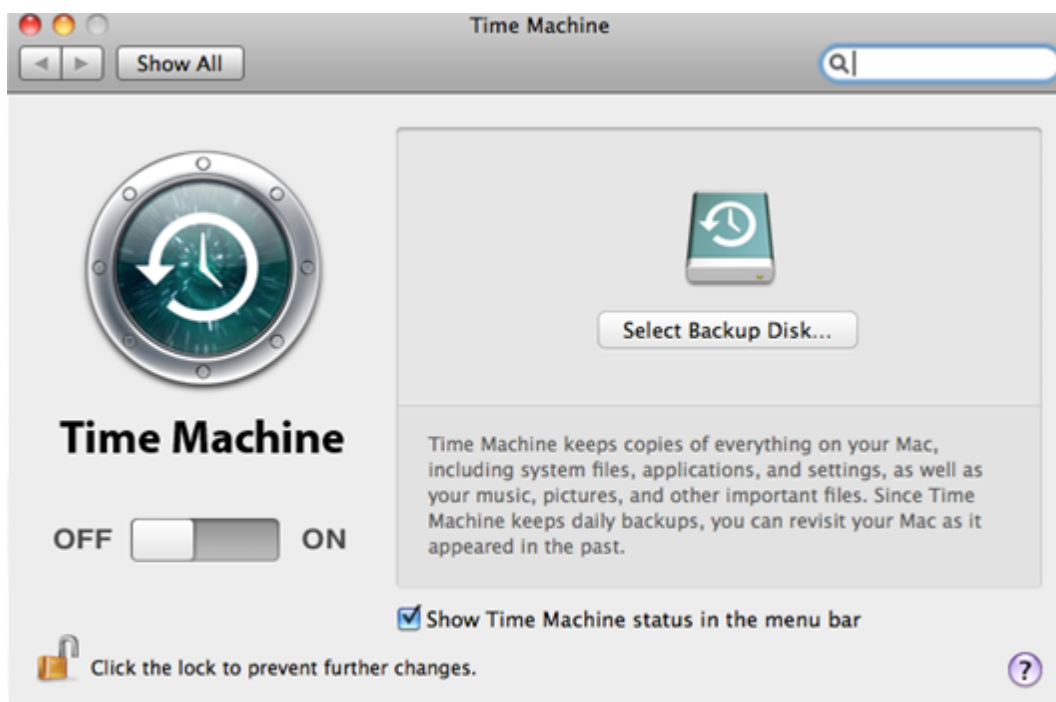 Time Machine
Show All
Select Backup Disk...
Time Machine
Time Machine keeps copies of everything on your Mac,
including system files, applications, and settings, as well as
your music, pictures, and other important files. Since Time
Machine keeps daily backups, you can revisit your Mac as it
appeared in the past.
OFF ON
Show Time Machine status in the menu bar
Click the lock to prevent further changes.
?